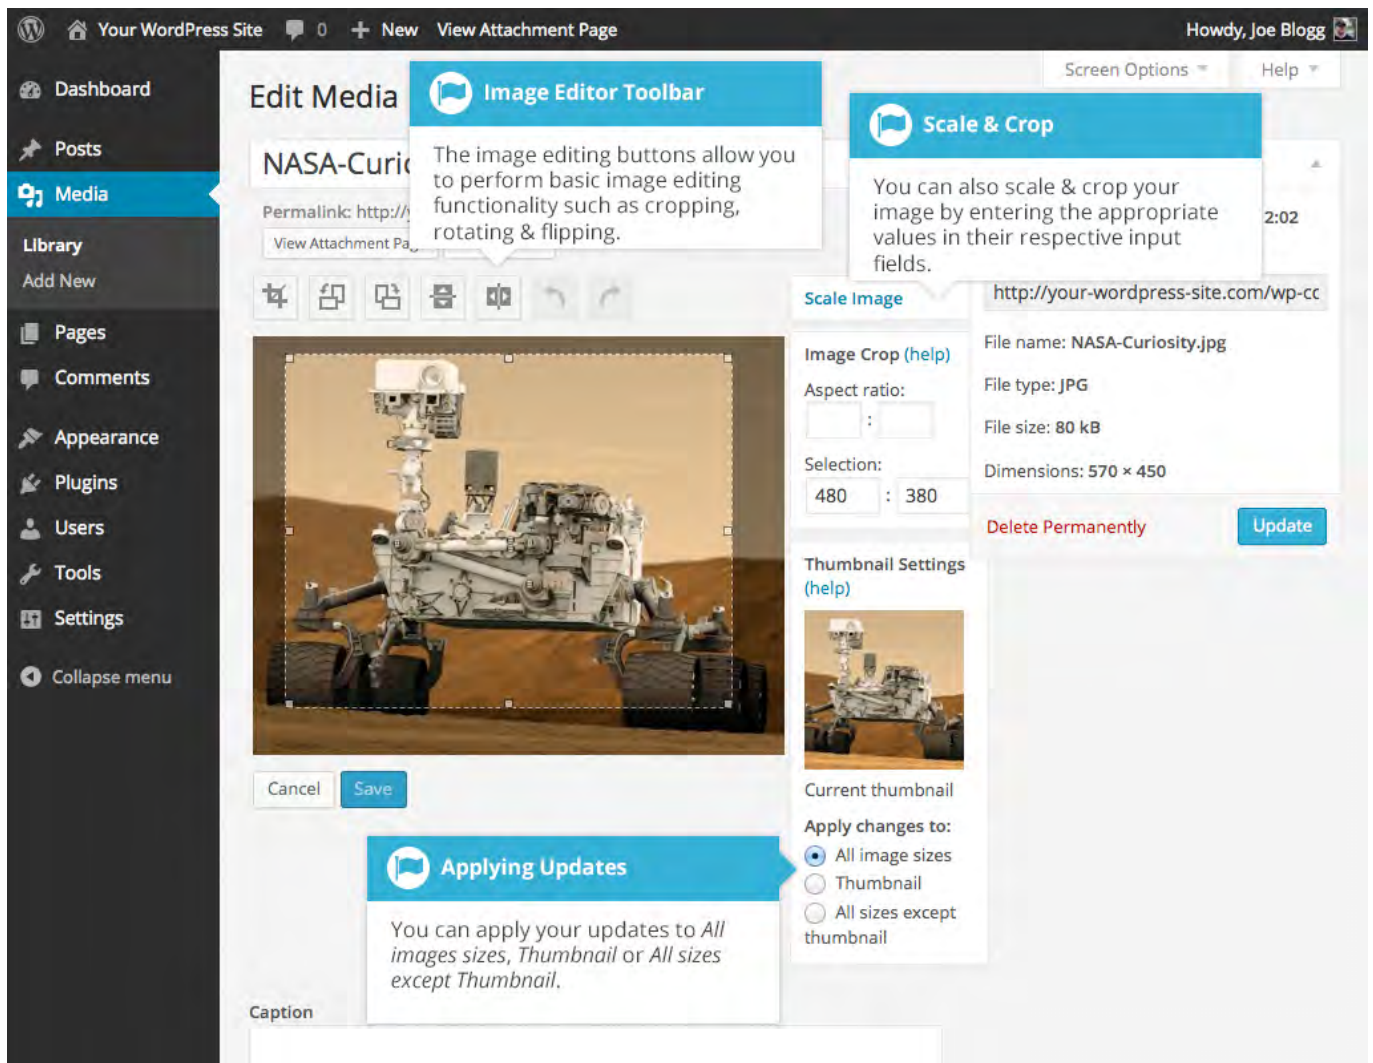 Your WordPress Site 0 New View Attachment Page
Howdy, Joe Blogg
Dashboard
Posts
Media
Library
Add New
Pages
Comments
Appearance
Plugins
Users
Tools
Settings
Collapse menu
Screen Options
Help
Edit Media
Image Editor Toolbar
The image editing buttons allow you
to perform basic image editing
functionality such as cropping,
rotating & flipping.
Scale & Crop
You can also scale & crop your
image by entering the appropriate
values in their respective input
fields.
Permalink: http://
View Attachment
2:02
http://your-wordpress-site.com/wp-cc
File name: NASA-Curiosity.jpg
File type: JPG
File size: 80 kB
Dimensions: 570 × 450
Delete Permanently
Update
Scale Image
Image Crop (help)
Aspect ratio:
:
Selection:
480 : 380
Thumbnail Settings
(help)
Current thumbnail
Apply changes to:
All image sizes
Thumbnail
All sizes except
thumbnail
Cancel
Save
Applying Updates
You can apply your updates to All
images sizes, Thumbnail or All sizes
except Thumbnail.
Caption